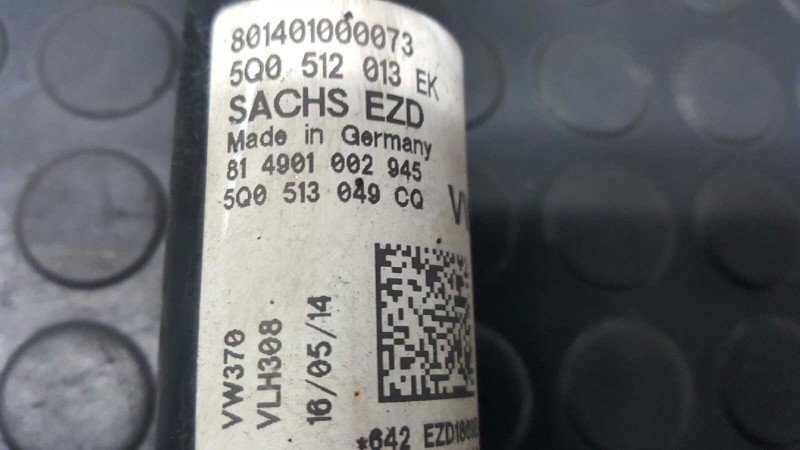 801401000073
5Q0 512 013 EK
SACHS EZD
Made in Germany
81 4901 002 945
5Q0 513 049 CQ
VW370
VLH308
16/05/14
*642